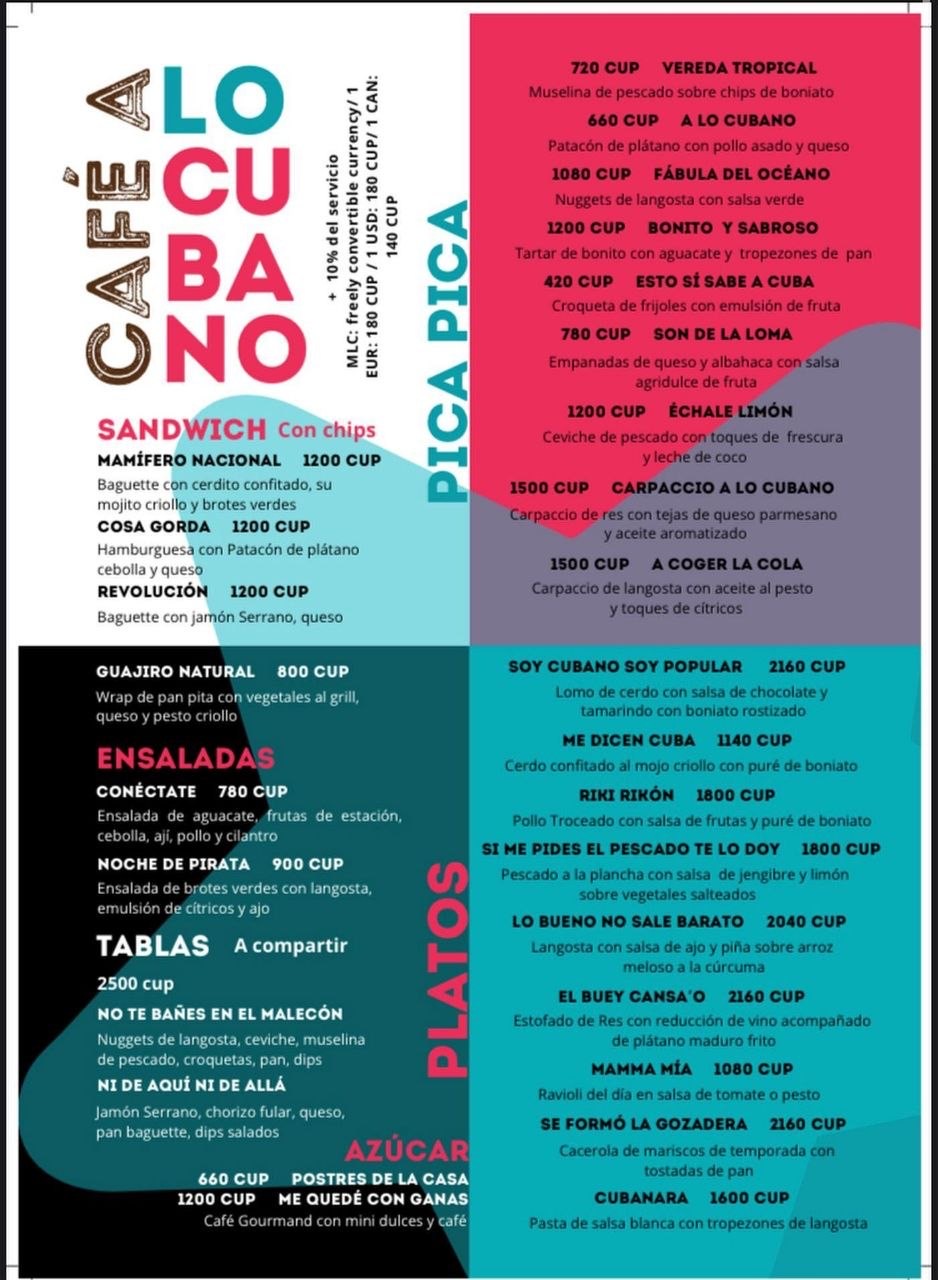 CAFÉ A
LO
CU
BA
NO
+ 10% del servicio
MLC: freely convertible currency/ 1
EUR: 180 CUP / 1 USD: 180 CUP/ 1 CAN:
140 CUP
SANDWICH Con chips
MAMÍFERO NACIONAL 1200 CUP
Baguette con cerdito confitado, su
mojito criollo y brotes verdes
COSA GORDA 1200 CUP
Hamburguesa con Patacón de plátano
cebolla y queso
REVOLUCIÓN 1200 CUP
Baguette con jamón Serrano, queso
GUAJIRO NATURAL 800 CUP
Wrap de pan pita con vegetales al grill,
queso y pesto criollo
ENSALADAS
CONÉCTATE 780 CUP
Ensalada de aguacate, frutas de estación,
cebolla, ají, pollo y cilantro
NOCHE DE PIRATA 900 CUP
Ensalada de brotes verdes con langosta,
emulsión de cítricos y ajo
TABLAS A compartir
2500 cup
NO TE BAÑES EN EL MALECÓN
Nuggets de langosta, ceviche, muselina
de pescado, croquetas, pan, dips
NI DE AQUÍ NI DE ALLÁ
Jamón Serrano, chorizo fular, queso,
pan baguette, dips salados
AZÚCAR
660 CUP POSTRES DE LA CASA
1200 CUP ME QUEDÉ CON GANAS
Café Gourmand con mini dulces y café
PICA PICA
720 CUP VEREDA TROPICAL
Muselina de pescado sobre chips de boniato
660 CUP A LO CUBANO
Patacón de plátano con pollo asado y queso
1080 CUP FÁBULA DEL OCÉANO
Nuggets de langosta con salsa verde
1200 CUP BONITO Y SABROSO
Tartar de bonito con aguacate y tropezones de pan
420 CUP ESTO SÍ SABE A CUBA
Croqueta de frijoles con emulsión de fruta
780 CUP SON DE LA LOMA
Empanadas de queso y albahaca con salsa
agridulce de fruta
1200 CUP ÉCHALE LIMÓN
Ceviche de pescado con toques de frescura
y leche de coco
1500 CUP CARPACCIO A LO CUBANO
Carpaccio de res con tejas de queso parmesano
y aceite aromatizado
1500 CUP A COGER LA COLA
Carpaccio de langosta con aceite al pesto
y toques de cítricos
PLATOS
SOY CUBANO SOY POPULAR 2160 CUP
Lomo de cerdo con salsa de chocolate y
tamarindo con boniato rostizado
ME DICEN CUBA 1140 CUP
Cerdo confitado al mojo criollo con puré de boniato
RIKI RIKÓN 1800 CUP
Pollo Troceado con salsa de frutas y puré de boniato
SI ME PIDES EL PESCADO TE LO DOY 1800 CUP
Pescado a la plancha con salsa de jengibre y limón
sobre vegetales salteados
LO BUENO NO SALE BARATO 2040 CUP
Langosta con salsa de ajo y piña sobre arroz
meloso a la cúrcuma
EL BUEY CANSA'O 2160 CUP
Estofado de Res con reducción de vino acompañado
de plátano maduro frito
MAMMA MÍA 1080 CUP
Ravioli del día en salsa de tomate o pesto
SE FORMÓ LA GOZADERA 2160 CUP
Cacerola de mariscos de temporada con
tostadas de pan
CUBANARA 1600 CUP
Pasta de salsa blanca con tropezones de langosta